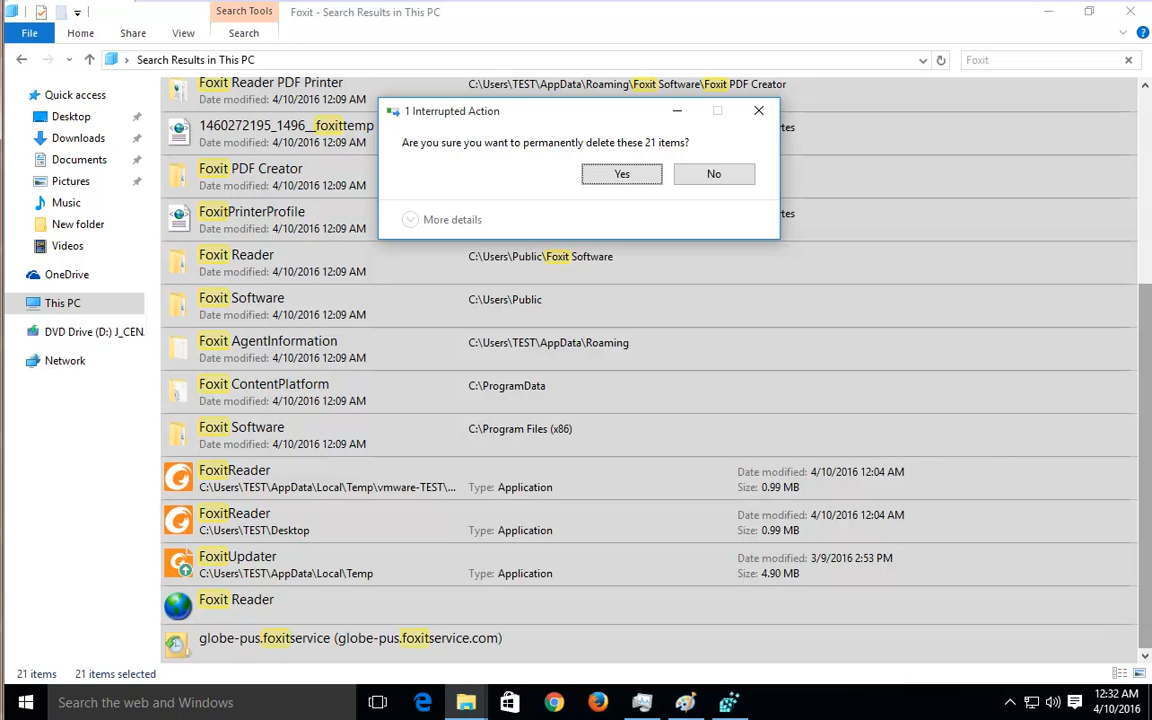 Search Tools
Foxit - Search Results in This PC
File
Home
Share
View
Search
Search Results in This PC
Foxit
Quick access
Desktop
Downloads
Documents
Pictures
Music
New folder
Videos
OneDrive
This PC
DVD Drive (D:) J_CEN
Network
Foxit Reader PDF Printer
Date modified: 4/10/2016 12:09 AM
C:\Users\TEST\AppData\Roaming\Foxit Software\Foxit PDF Creator
1460272195_1496__foxittemp
Date modified: 4/10/2016 12:09 AM
Foxit PDF Creator
Date modified: 4/10/2016 12:09 AM
FoxitPrinterProfile
Date modified: 4/10/2016 12:09 AM
1 Interrupted Action
Are you sure you want to permanently delete these 21 items?
Yes
No
More details
Foxit Reader
Date modified: 4/10/2016 12:09 AM
C:\Users\Public\Foxit Software
Foxit Software
Date modified: 4/10/2016 12:09 AM
C:\Users\Public
Foxit AgentInformation
Date modified: 4/10/2016 12:09 AM
C:\Users\TEST\AppData\Roaming
Foxit ContentPlatform
Date modified: 4/10/2016 12:09 AM
C:\ProgramData
Foxit Software
Date modified: 4/10/2016 12:09 AM
C:\Program Files (x86)
FoxitReader
C:\Users\TEST\AppData\Local\Temp\vmware-TEST\...
Type: Application
Date modified: 4/10/2016 12:04 AM
Size: 0.99 MB
FoxitReader
C:\Users\TEST\Desktop
Type: Application
Date modified: 4/10/2016 12:04 AM
Size: 0.99 MB
FoxitUpdater
C:\Users\TEST\AppData\Local\Temp
Type: Application
Date modified: 3/9/2016 2:53 PM
Size: 4.90 MB
Foxit Reader
globe-pus.foxitservice (globe-pus.foxitservice.com)
21 items
21 items selected
Search the web and Windows
12:32 AM
4/10/2016